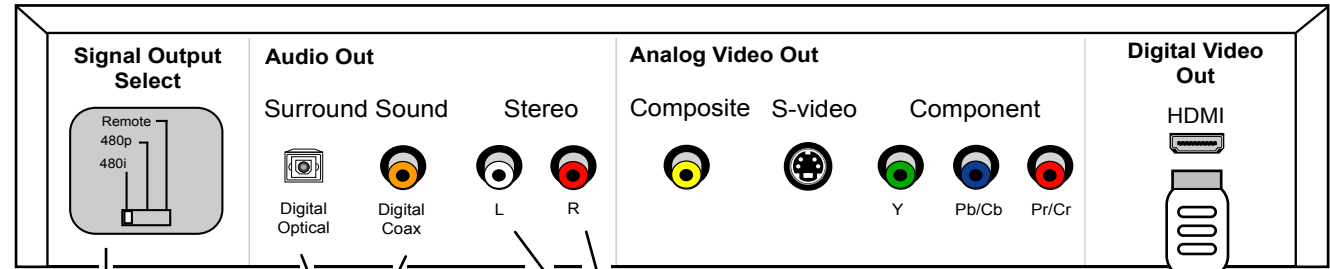 Signal Output
Select
Remote
480p
480i
Audio Out
Surround Sound
Stereo
Digital
Optical
Digital
Coax
L
R
Analog Video Out
Composite
S-video
Component
Y
Pb/Cb
Pr/Cr
Digital Video
Out
HDMI